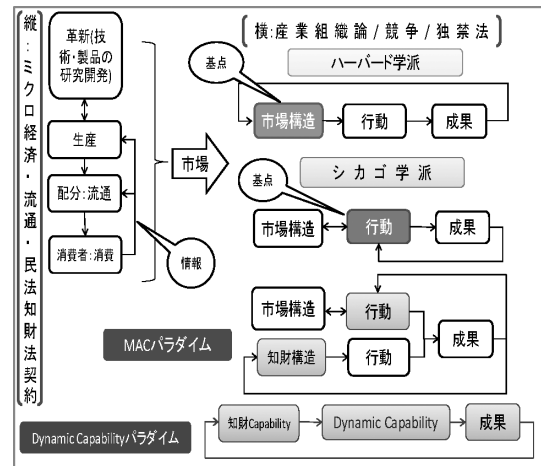 縦:ミクロ経済・流通・民法知財法契約
革新(技
術・製品の
研究開発)
生産
配分:流通
消費者:消費
情報
市場
横:産業組織論/競争/独禁法
ハーバード学派
基点
市場構造
行動
成果
シカゴ学派
基点
市場構造
行動
成果
MACパラダイム
市場構造
行動
知財構造
行動
成果
Dynamic Capabilityパラダイム
知財Capability
Dynamic Capability
成果